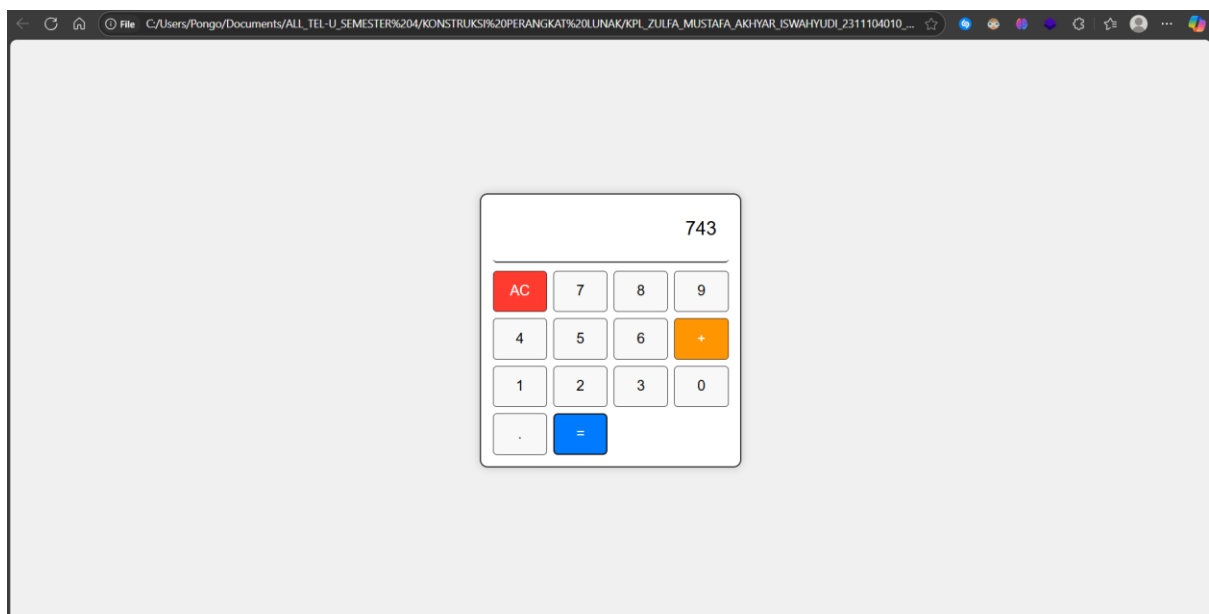 File C:/Users/Pongo/Documents/ALL_TEL-U_SEMESTER%204/KONSTRUKSI%20PERANGKAT%20LUNAK/KPL_ZULFA_MUSTAFA_AKHYAR_ISWAHYUDI_2311104010_...
743
AC 7 8 9
4 5 6 +
1 2 3 0
. =